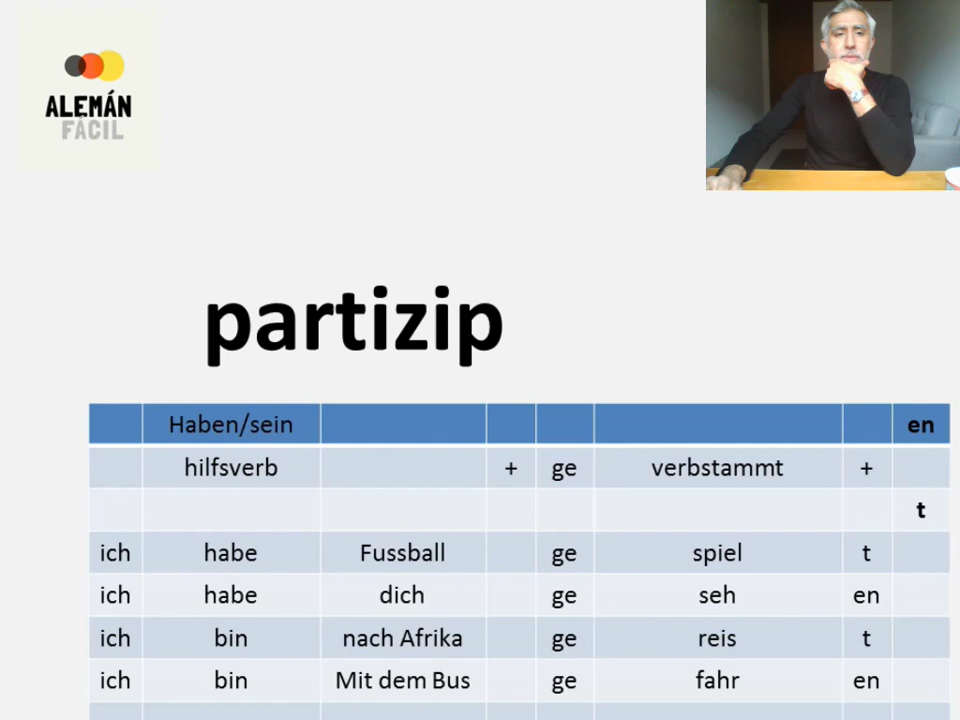 ALEMÁN
FÁCIL
partizip
Haben/sein en
hilfsverb + ge verbstammt +
t
ich habe Fussball ge spiel t
ich habe dich ge seh en
ich bin nach Afrika ge reis t
ich bin Mit dem Bus ge fahr en